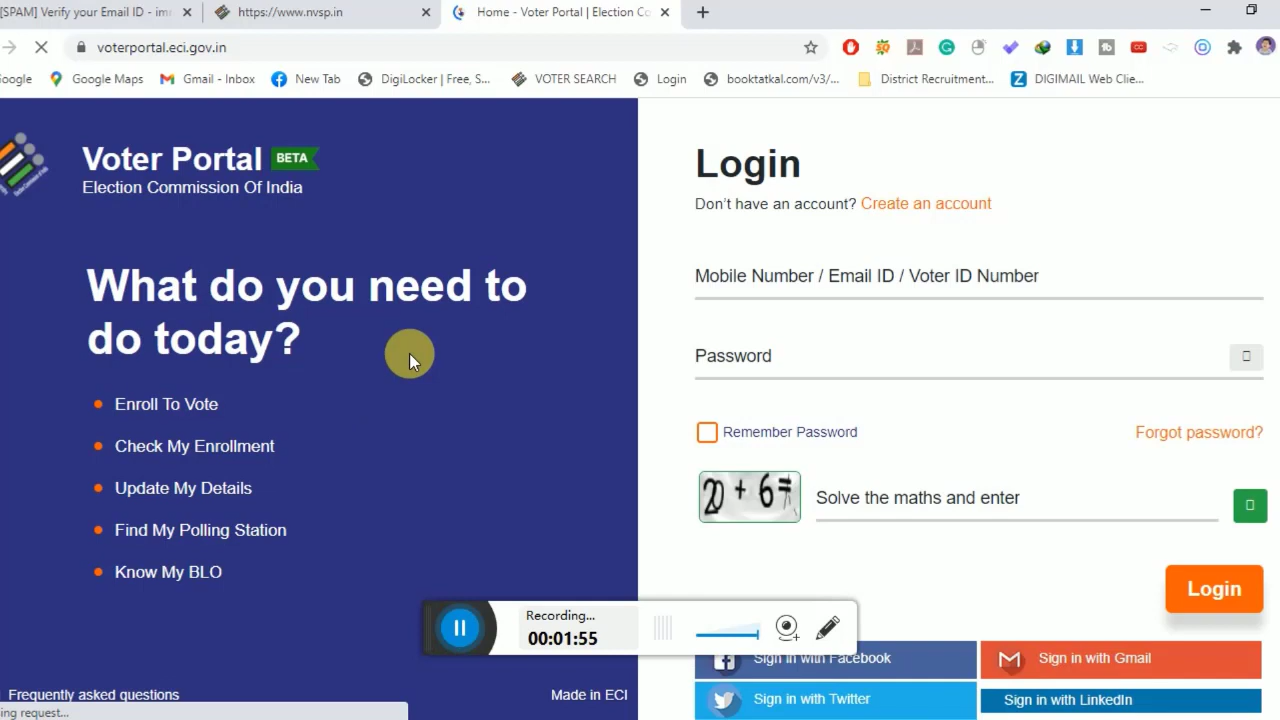 [SPAM] Verify your Email ID - im
https://www.nvsp.in
Home - Voter Portal | Election Co
voterportal.eci.gov.in
oogle
Google Maps
Gmail - Inbox
New Tab
DigiLocker | Free, S...
VOTER SEARCH
Login
booktatkal.com/v3/...
District Recruitment...
DIGIMAIL Web Clie...
Voter Portal BETA
Election Commission Of India
What do you need to
do today?
Enroll To Vote
Check My Enrollment
Update My Details
Find My Polling Station
Know My BLO
Frequently asked questions
Made in ECI
ing request...
Login
Don't have an account? Create an account
Mobile Number / Email ID / Voter ID Number
Password
Remember Password
Forgot password?
20 + 6 =
Solve the maths and enter
Login
Recording...
00:01:55
Sign in with Facebook
Sign in with Gmail
Sign in with Twitter
Sign in with LinkedIn